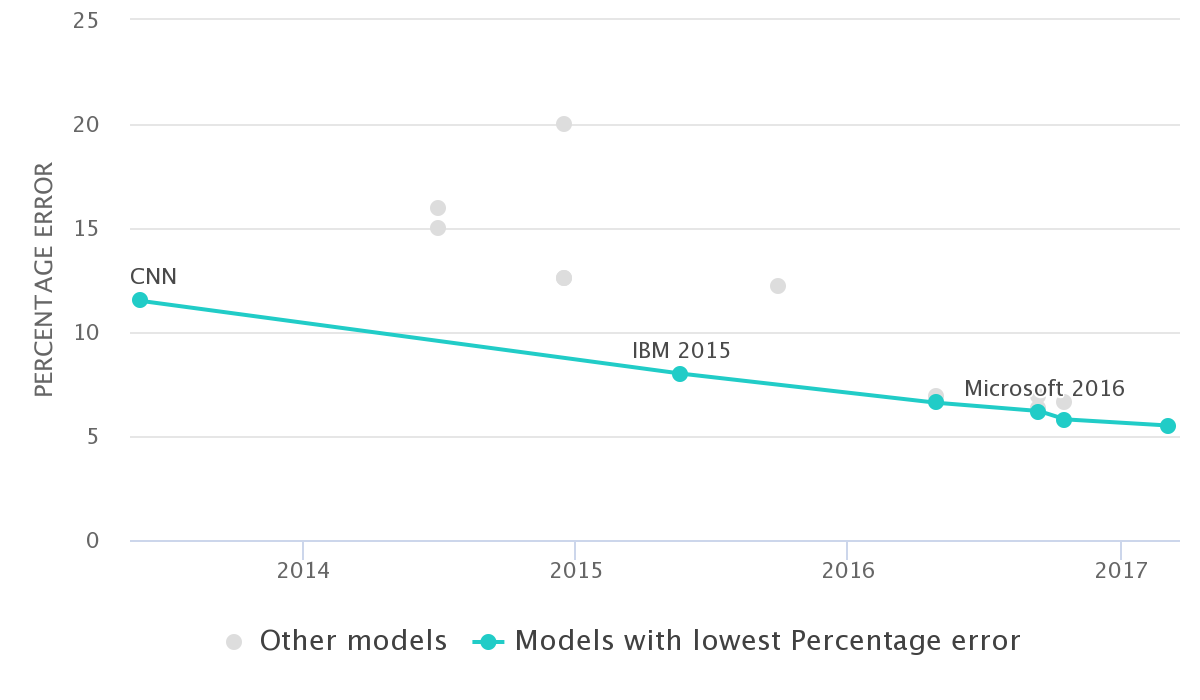 25
20
15
10
5
0
PERCENTAGE ERROR
CNN
IBM 2015
Microsoft 2016
2014
2015
2016
2017
Other models
Models with lowest Percentage error